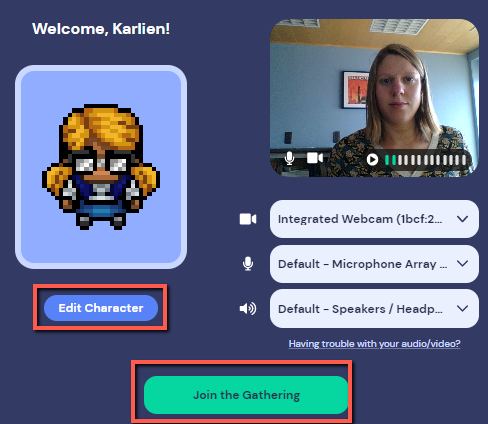 Welcome, Karlien!
Edit Character
Integrated Webcam (1bcf:2...
Default - Microphone Array ...
Default - Speakers / Headp...
Having trouble with your audio/video?
Join the Gathering